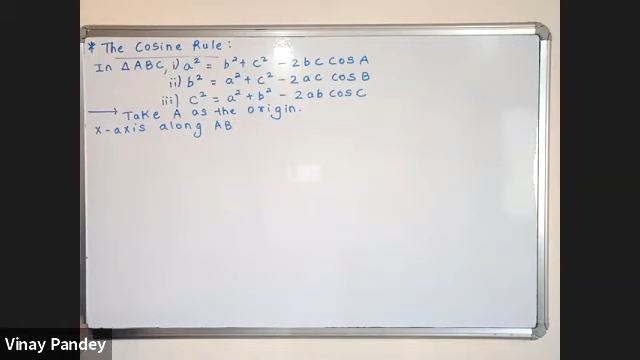 * The Cosine Rule:
In △ABC, i) a² = b² + c² - 2bc cos A
ii) b² = a² + c² - 2ac cos B
iii) c² = a² + b² - 2ab cos C
→ Take A as the origin.
X-axis along AB
Vinay Pandey